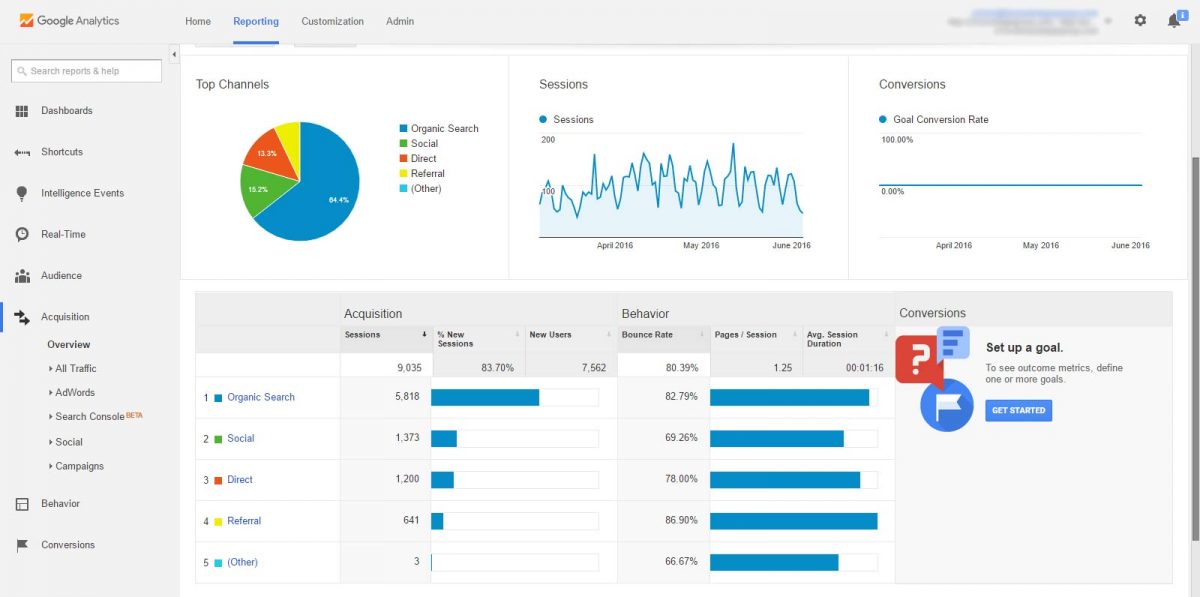 Google Analytics
Home Reporting Customization Admin
1
Search reports & help
Dashboards
Shortcuts
Intelligence Events
Real-Time
Audience
Acquisition
Overview
All Traffic
AdWords
Search Console BETA
Social
Campaigns
Behavior
Conversions
Top Channels
64.4%
15.2%
13.3%
Organic Search
Social
Direct
Referral
(Other)
Sessions
Sessions
200
100
April 2016 May 2016 June 2016
Conversions
Goal Conversion Rate
100.00%
0.00%
April 2016 May 2016 June 2016
Acquisition Behavior Conversions
Sessions % New Sessions New Users Bounce Rate Pages / Session Avg. Session Duration
9,035 83.70% 7,562 80.39% 1.25 00:01:16
1 Organic Search 5,818 82.79%
2 Social 1,373 69.26%
3 Direct 1,200 78.00%
4 Referral 641 86.90%
5 (Other) 3 66.67%
?
Set up a goal.
To see outcome metrics, define
one or more goals.
GET STARTED